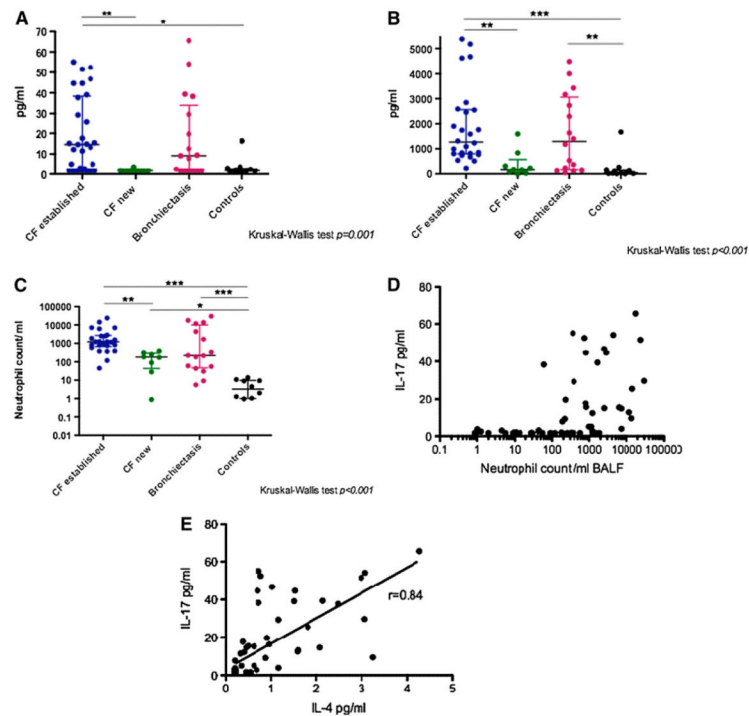 A
**
*
70
60
50
40
30
20
10
0
pg/ml
CF established
CF new
Bronchiectasis
Controls
Kruskal-Wallis test p=0.001
B
***
**
**
5000
4000
3000
2000
1000
0
pg/ml
CF established
CF new
Bronchiectasis
Controls
Kruskal-Wallis test p<0.001
C
***
**
***
*
100000
10000
1000
100
10
1
0.1
0.01
Neutrophil count/ml
CF established
CF new
Bronchiectasis
Controls
Kruskal-Wallis test p<0.001
D
80
60
40
20
0
IL-17 pg/ml
0.1 1 10 100 1000 10000 100000
Neutrophil count/ml BALF
E
80
60
40
20
0
IL-17 pg/ml
r=0.84
0 1 2 3 4 5
IL-4 pg/ml